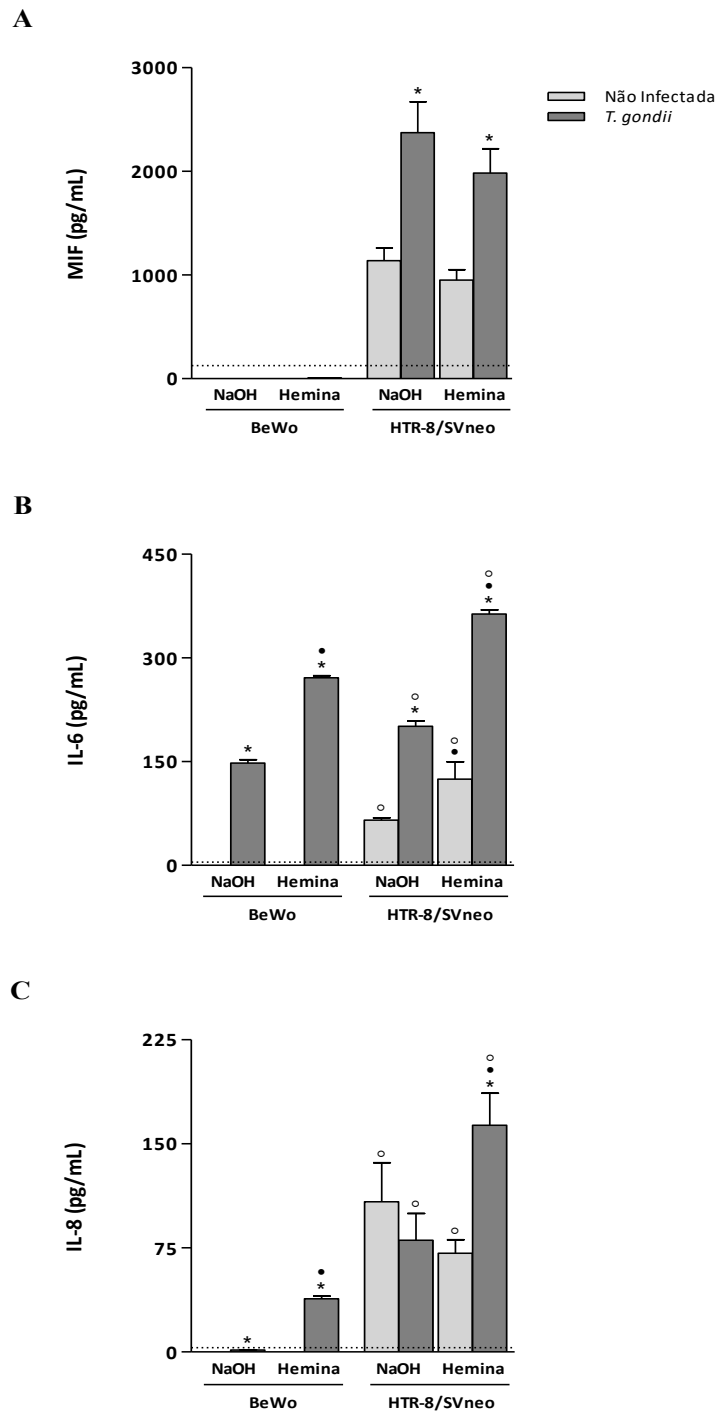 A
3000
2000
1000
0
MIF (pg/mL)
* *
Não Infectada
T. gondii
NaOH Hemina NaOH Hemina
BeWo HTR-8/SVneo
B
450
300
150
0
IL-6 (pg/mL)
* ● * ○ ○ * ○ ● ○ ● *
NaOH Hemina NaOH Hemina
BeWo HTR-8/SVneo
C
225
150
75
0
IL-8 (pg/mL)
* ● * ○ ○ ○ ○ ● *
NaOH Hemina NaOH Hemina
BeWo HTR-8/SVneo